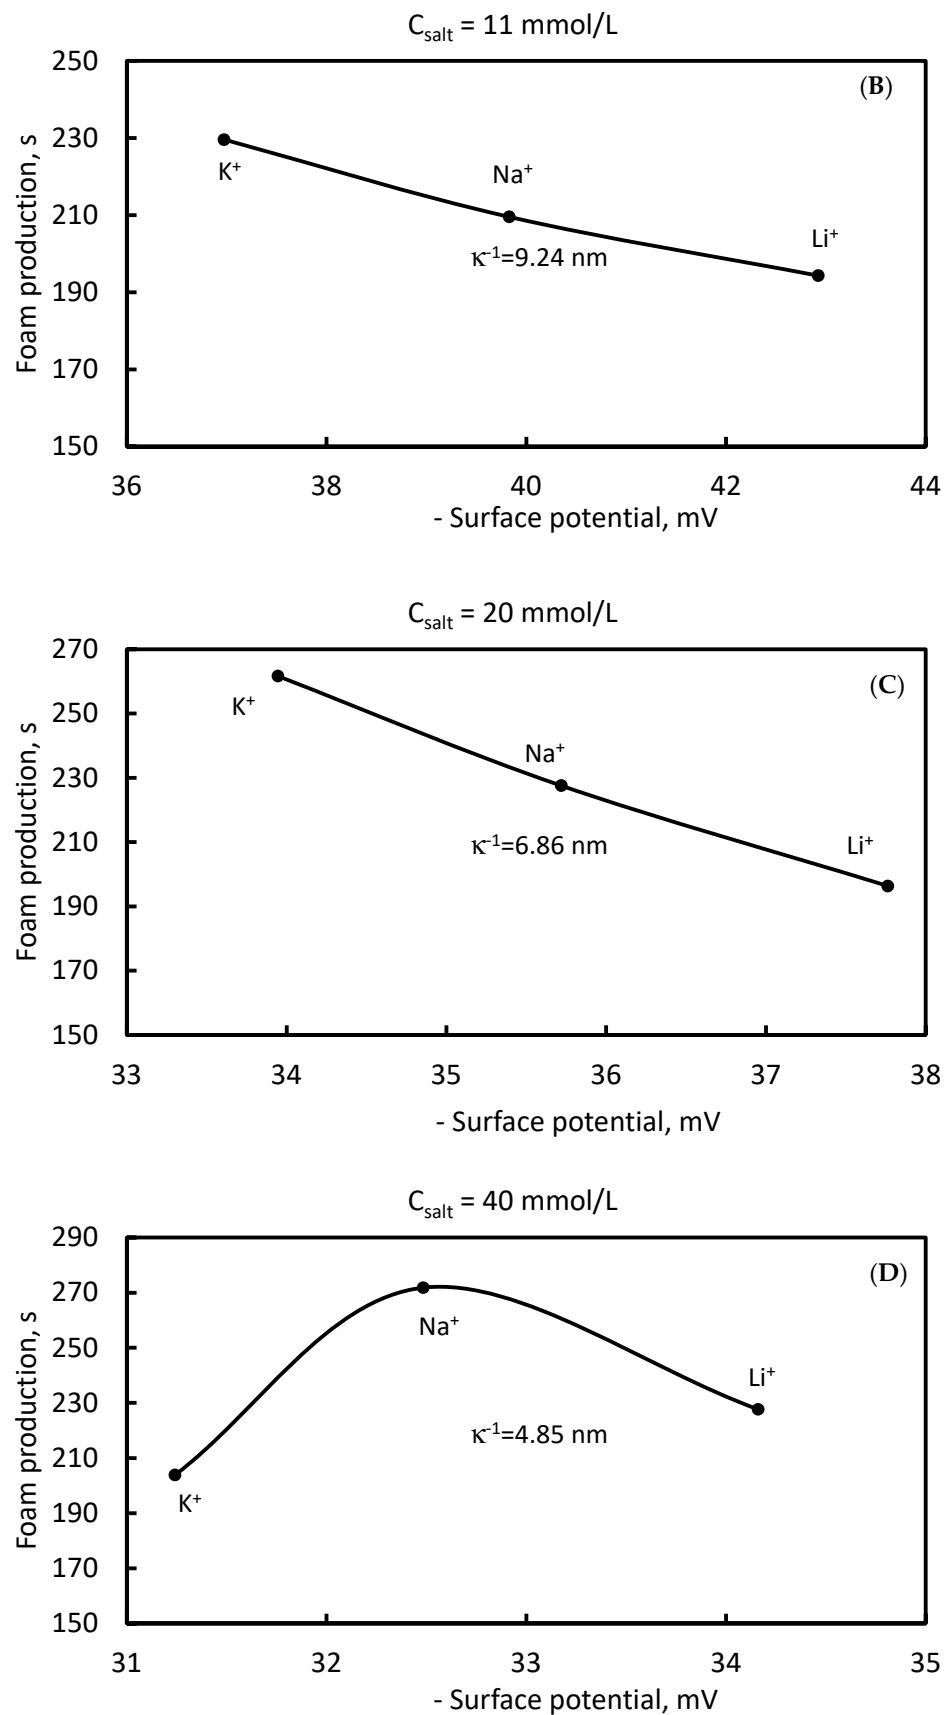 C_salt = 11 mmol/L
250
(B)
230
K⁺
Na⁺
210
Li⁺
κ⁻¹=9.24 nm
190
170
150
Foam production, s
36 38 40 42 44
- Surface potential, mV
C_salt = 20 mmol/L
270
(C)
K⁺
250
Na⁺
230
κ⁻¹=6.86 nm
Li⁺
210
190
170
150
Foam production, s
33 34 35 36 37 38
- Surface potential, mV
C_salt = 40 mmol/L
290
(D)
270
Na⁺
250
Li⁺
230
κ⁻¹=4.85 nm
210
K⁺
190
170
150
Foam production, s
31 32 33 34 35
- Surface potential, mV